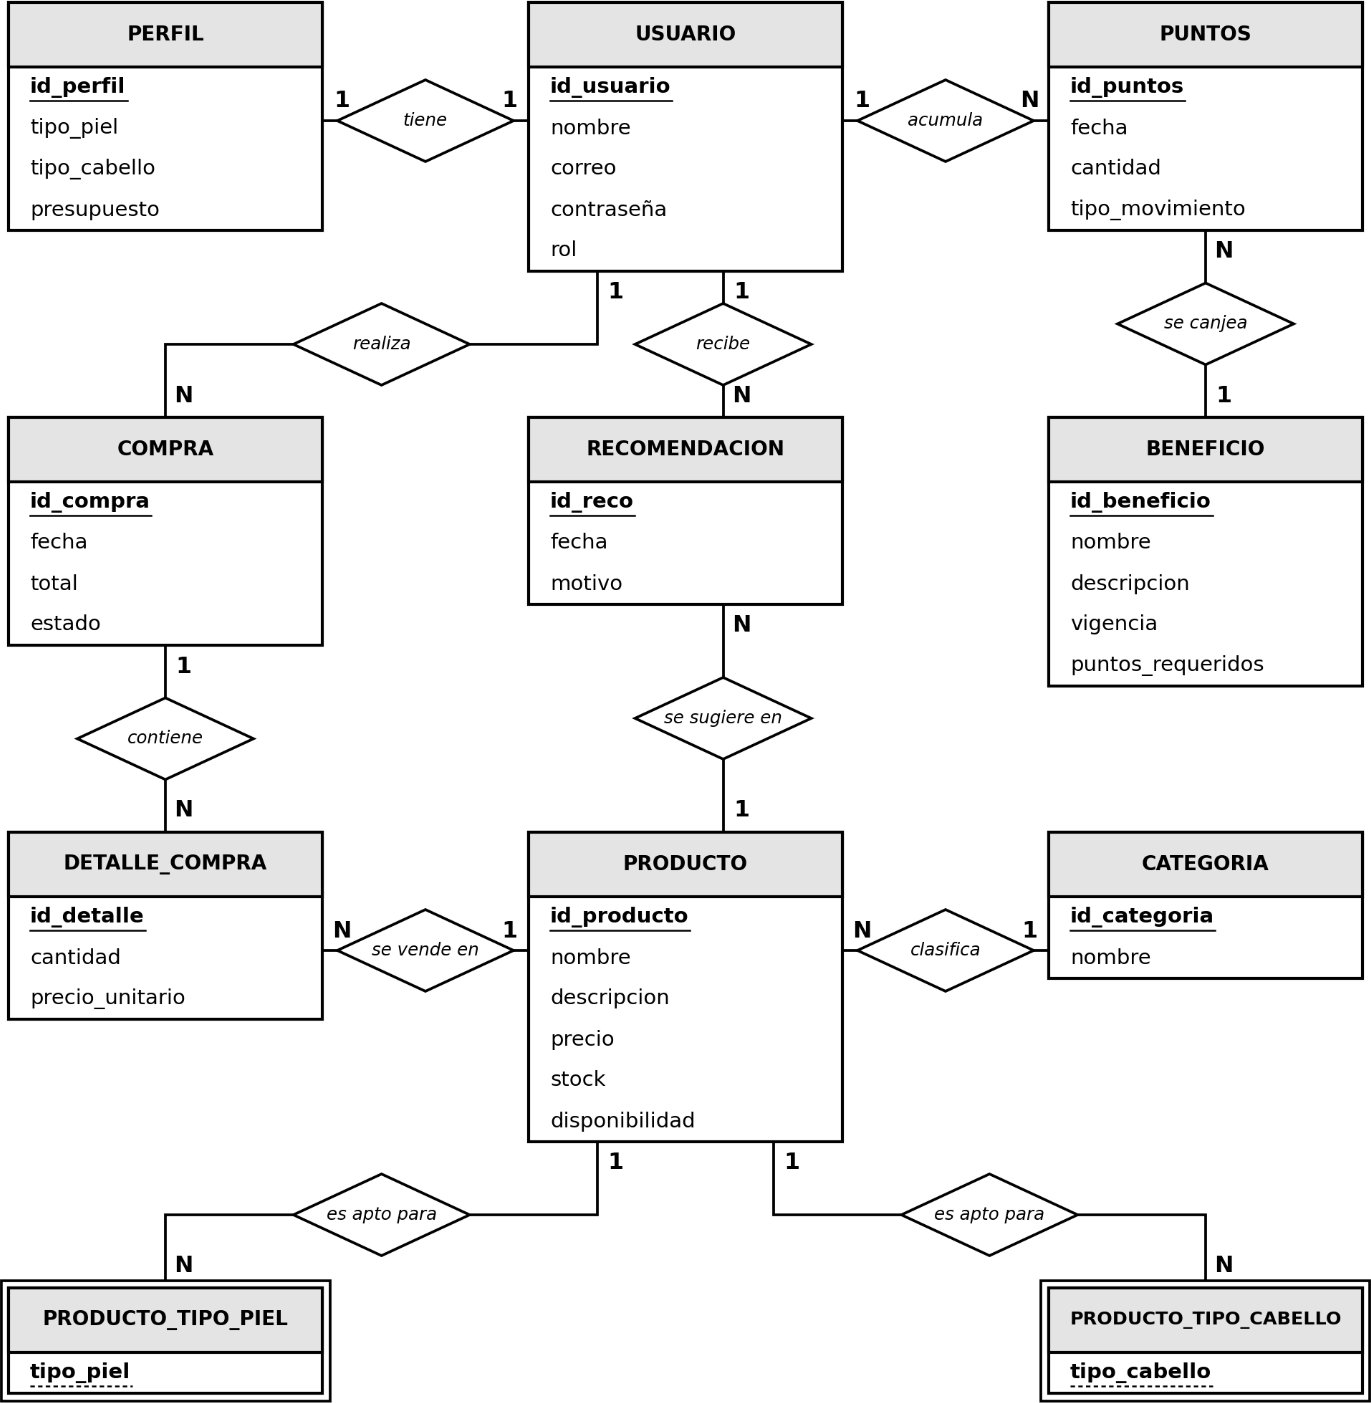 PERFIL
id_perfil
tipo_piel
tipo_cabello
presupuesto
1
tiene
1
USUARIO
id_usuario
nombre
correo
contraseña
rol
1
acumula
N
PUNTOS
id_puntos
fecha
cantidad
tipo_movimiento
1
realiza
N
1
recibe
N
N
se canjea
1
COMPRA
id_compra
fecha
total
estado
RECOMENDACION
id_reco
fecha
motivo
BENEFICIO
id_beneficio
nombre
descripcion
vigencia
puntos_requeridos
1
contiene
N
N
se sugiere en
1
DETALLE_COMPRA
id_detalle
cantidad
precio_unitario
N
se vende en
1
PRODUCTO
id_producto
nombre
descripcion
precio
stock
disponibilidad
N
clasifica
1
CATEGORIA
id_categoria
nombre
1
es apto para
N
1
es apto para
N
PRODUCTO_TIPO_PIEL
tipo_piel
PRODUCTO_TIPO_CABELLO
tipo_cabello